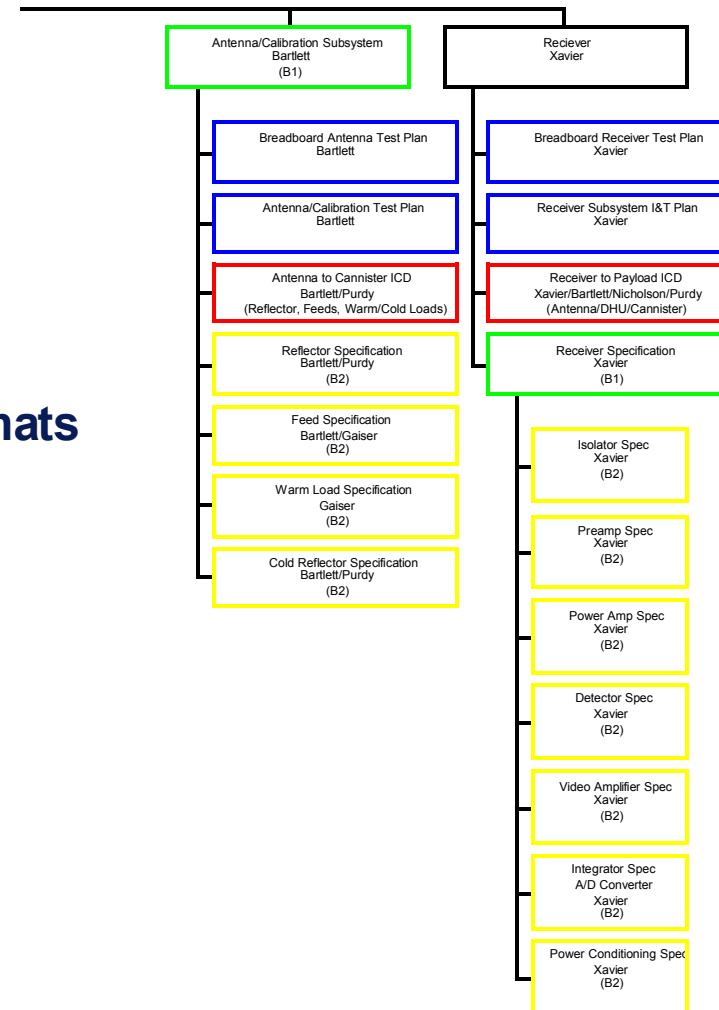 Antenna/Calibration Subsystem
Bartlett
(B1)
Reciever
Xavier
Breadboard Antenna Test Plan
Bartlett
Breadboard Receiver Test Plan
Xavier
Antenna/Calibration Test Plan
Bartlett
Receiver Subsystem I&T Plan
Xavier
Antenna to Cannister ICD
Bartlett/Purdy
(Reflector, Feeds, Warm/Cold Loads)
Receiver to Payload ICD
Xavier/Bartlett/Nicholson/Purdy
(Antenna/DHU/Cannister)
Reflector Specification
Bartlett/Purdy
(B2)
Receiver Specification
Xavier
(B1)
nats
Feed Specification
Bartlett/Gaiser
(B2)
Warm Load Specification
Gaiser
(B2)
Cold Reflector Specification
Bartlett/Purdy
(B2)
Isolator Spec
Xavier
(B2)
Preamp Spec
Xavier
(B2)
Power Amp Spec
Xavier
(B2)
Detector Spec
Xavier
(B2)
Video Amplifier Spec
Xavier
(B2)
Integrator Spec
A/D Converter
Xavier
(B2)
Power Conditioning Spec
Xavier
(B2)